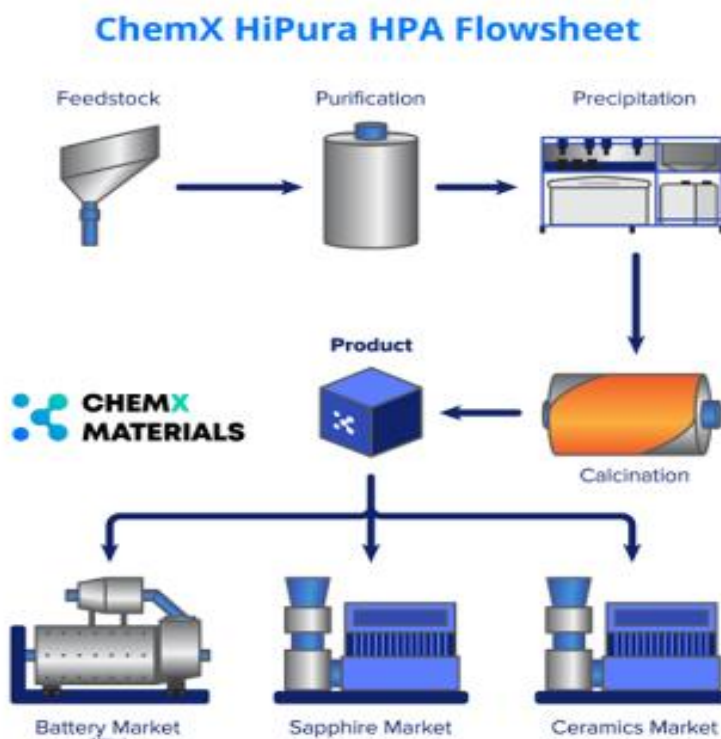 ChemX HiPura HPA Flowsheet
Feedstock
Purification
Precipitation
Product
CHEMX
MATERIALS
Calcination
Battery Market
Sapphire Market
Ceramics Market